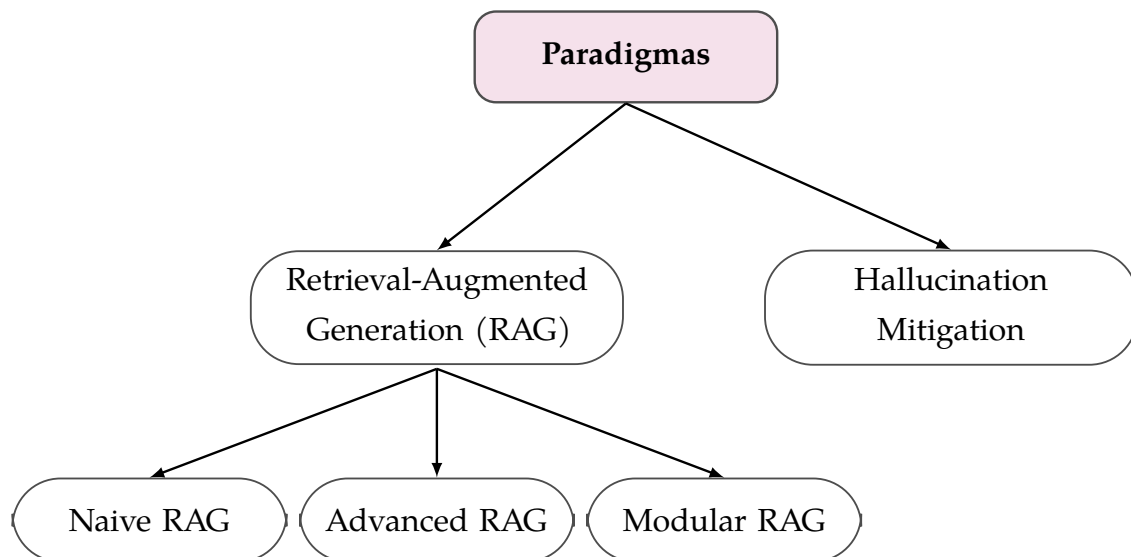 Paradigmas
Retrieval-Augmented
Generation (RAG)
Hallucination
Mitigation
Naive RAG
Advanced RAG
Modular RAG